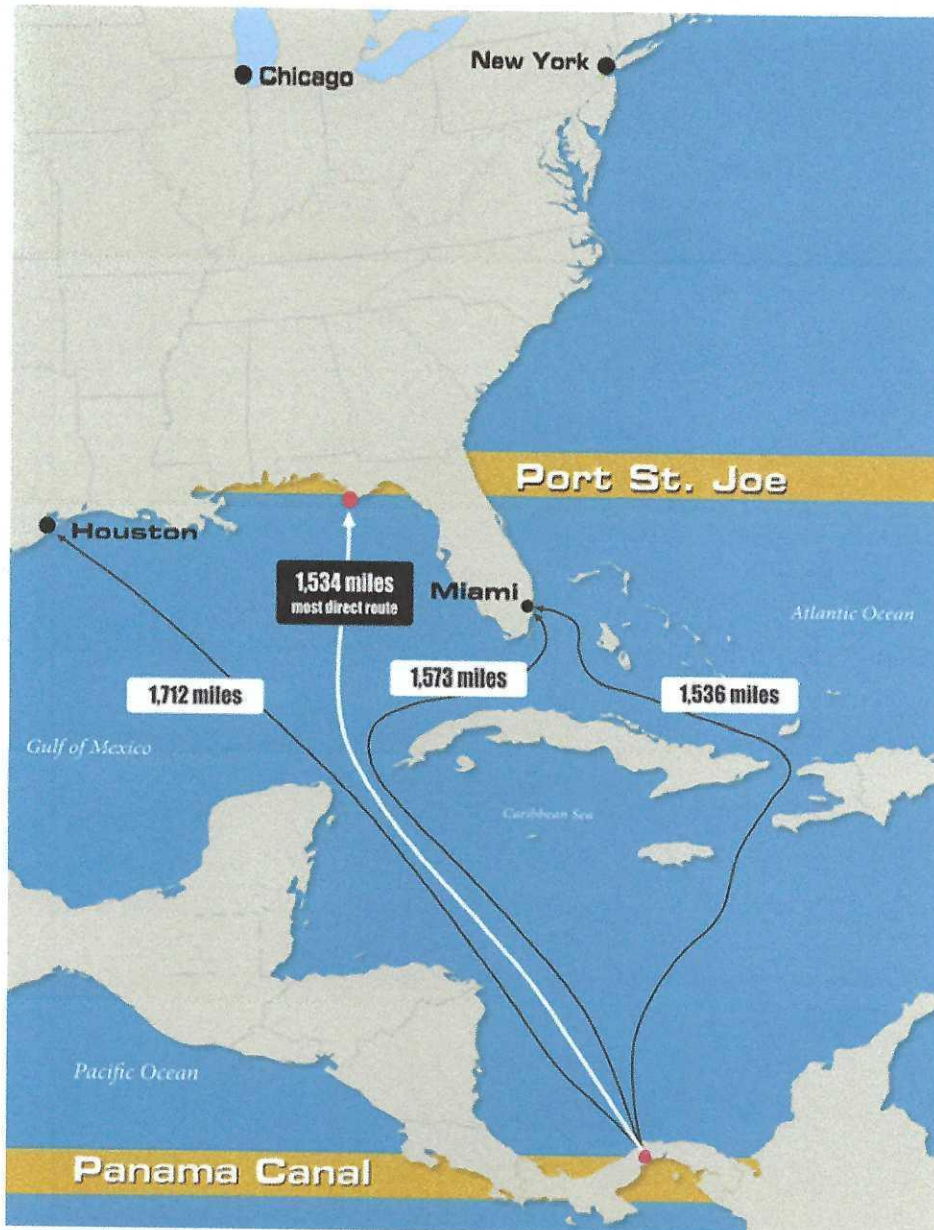 Chicago
New York
Port St. Joe
Houston
1,534 miles
most direct route
Miami
Atlantic Ocean
1,573 miles
1,712 miles
1,536 miles
Gulf of Mexico
Caribbean Sea
Pacific Ocean
Panama Canal